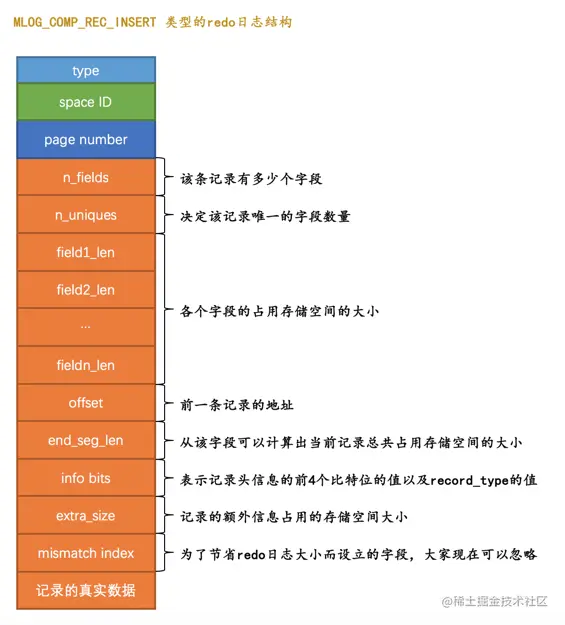 MLOG_COMP_REC_INSERT 类型的redo日志结构
type
space ID
page number
n_fields
该条记录有多少个字段
n_uniques
决定该记录唯一的字段数量
field1_len
field2_len
...
各个字段的占用存储空间的大小
fieldn_len
offset
前一条记录的地址
end_seg_len
从该字段可以计算出当前记录总共占用存储空间的大小
info bits
表示记录头信息的前4个比特位的值以及record_type的值
extra_size
记录的额外信息占用的存储空间大小
mismatch index
为了节省redo日志大小而设立的字段，大家现在可以忽略
记录的真实数据
@稀土掘金技术社区